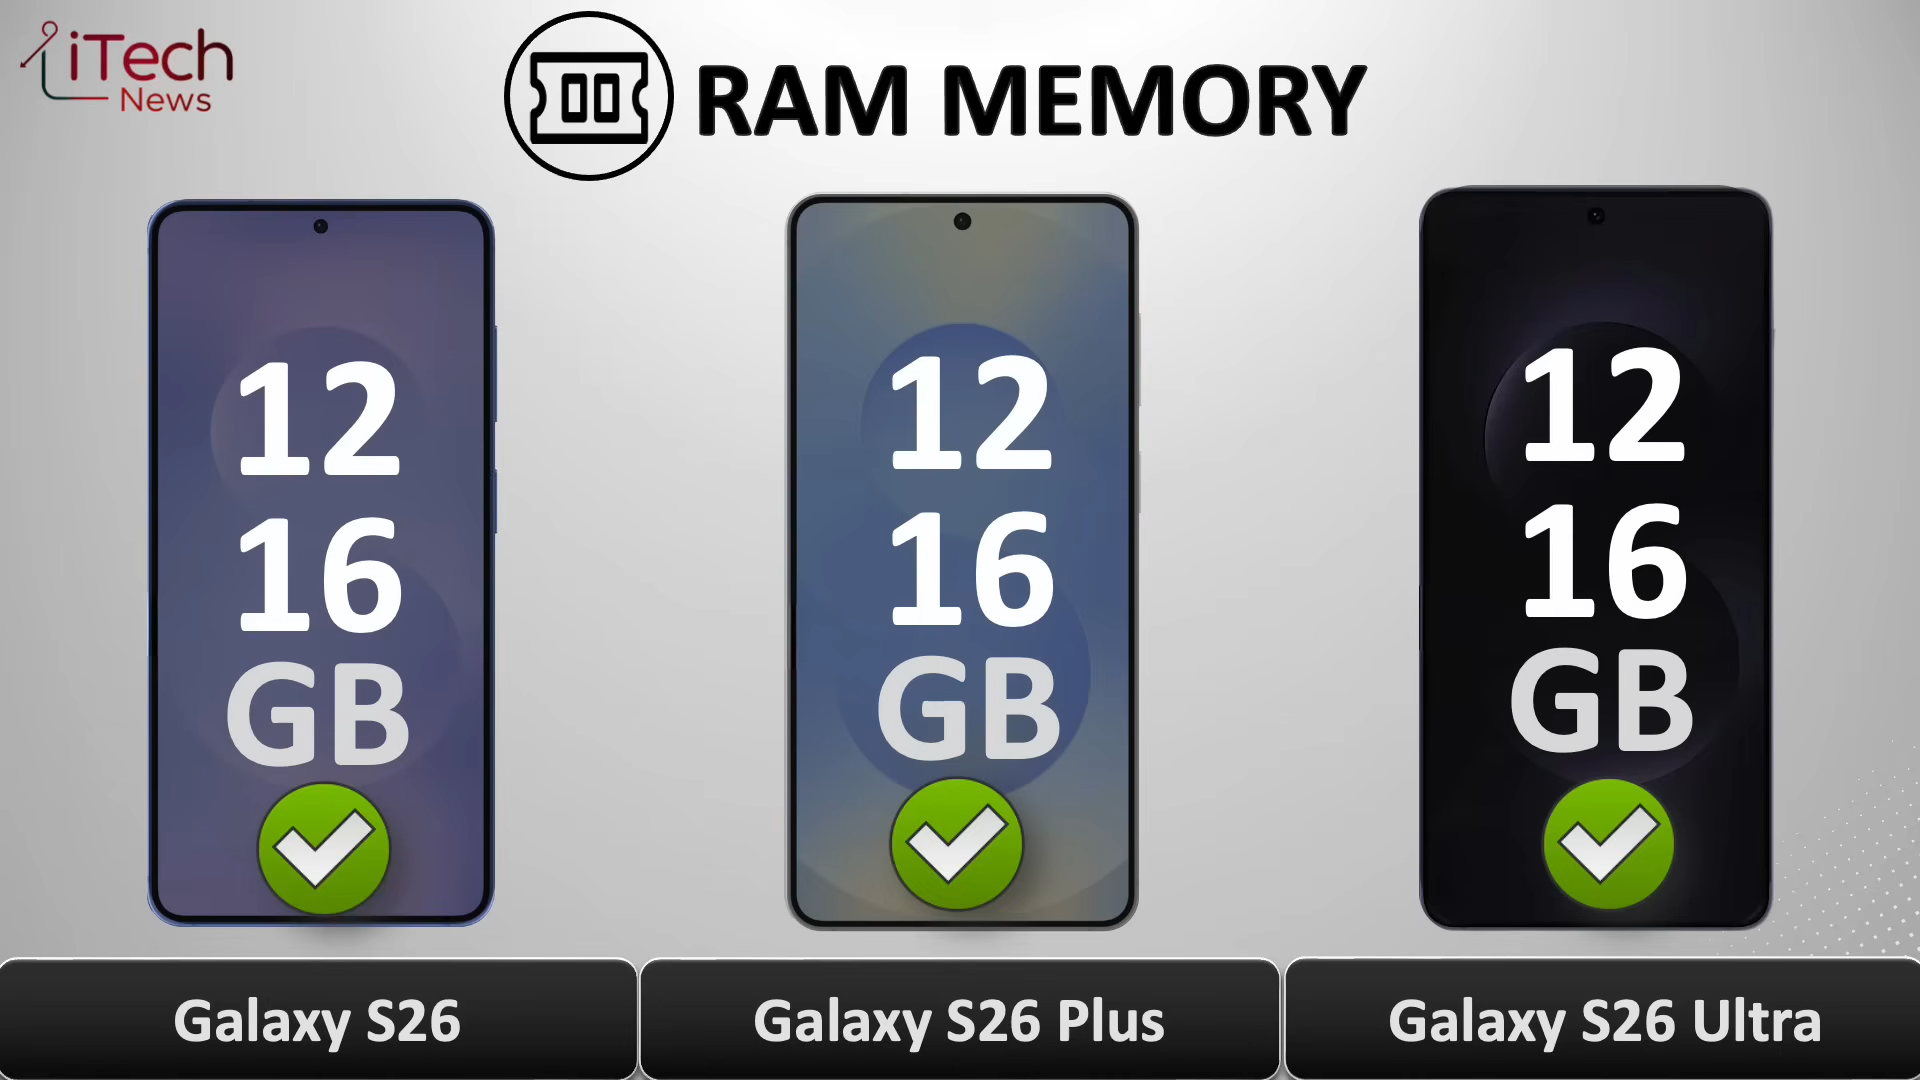 iTech
News
RAM MEMORY
12
16
GB
12
16
GB
12
16
GB
Galaxy S26
Galaxy S26 Plus
Galaxy S26 Ultra